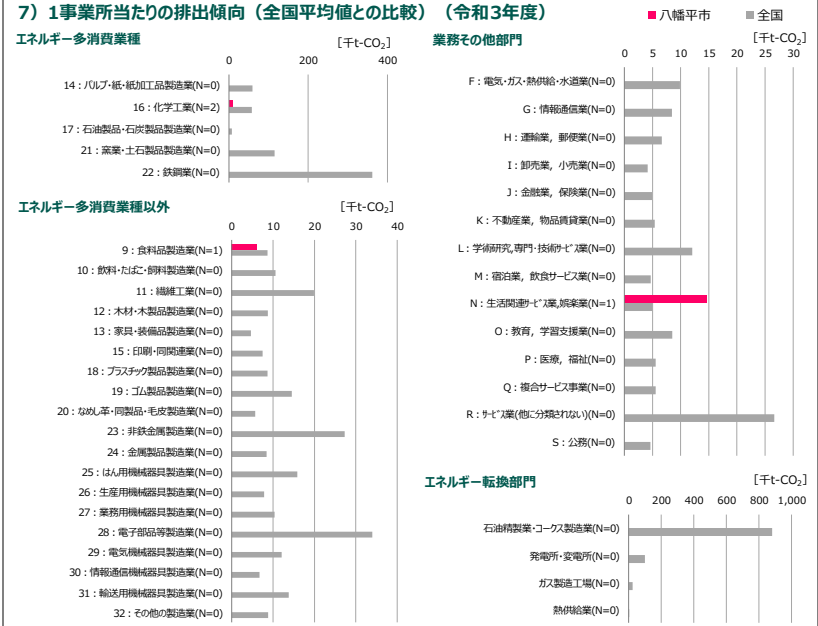 7）1事業所当たりの排出傾向（全国平均値との比較）（令和3年度）
八幡平市 全国
エネルギー多消費業種
[千t-CO₂]
0 200 400
14：パルプ・紙・紙加工品製造業(N=0)
16：化学工業(N=2)
17：石油製品・石炭製品製造業(N=0)
21：窯業・土石製品製造業(N=0)
22：鉄鋼業(N=0)
エネルギー多消費業種以外
[千t-CO₂]
0 10 20 30 40
9：食料品製造業(N=1)
10：飲料・たばこ・飼料製造業(N=0)
11：繊維工業(N=0)
12：木材・木製品製造業(N=0)
13：家具・装備品製造業(N=0)
15：印刷・同関連業(N=0)
18：プラスチック製品製造業(N=0)
19：ゴム製品製造業(N=0)
20：なめし革・同製品・毛皮製造業(N=0)
23：非鉄金属製造業(N=0)
24：金属製品製造業(N=0)
25：はん用機械器具製造業(N=0)
26：生産用機械器具製造業(N=0)
27：業務用機械器具製造業(N=0)
28：電子部品等製造業(N=0)
29：電気機械器具製造業(N=0)
30：情報通信機械器具製造業(N=0)
31：輸送用機械器具製造業(N=0)
32：その他の製造業(N=0)
業務その他部門
[千t-CO₂]
0 5 10 15 20 25 30
F：電気・ガス・熱供給・水道業(N=0)
G：情報通信業(N=0)
H：運輸業，郵便業(N=0)
I：卸売業，小売業(N=0)
J：金融業，保険業(N=0)
K：不動産業，物品賃貸業(N=0)
L：学術研究,専門・技術ｻｰﾋﾞｽ業(N=0)
M：宿泊業，飲食サービス業(N=0)
N：生活関連ｻｰﾋﾞｽ業,娯楽業(N=1)
O：教育，学習支援業(N=0)
P：医療，福祉(N=0)
Q：複合サービス事業(N=0)
R：ｻｰﾋﾞｽ業(他に分類されない)(N=0)
S：公務(N=0)
エネルギー転換部門
[千t-CO₂]
0 200 400 600 800 1,000
石油精製業・コークス製造業(N=0)
発電所・変電所(N=0)
ガス製造工場(N=0)
熱供給業(N=0)